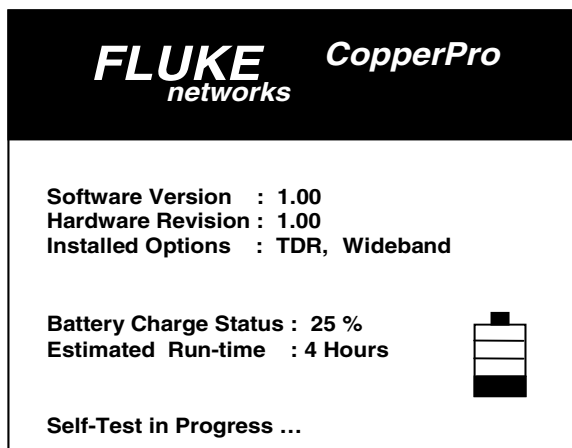 FLUKE networks
CopperPro
Software Version : 1.00
Hardware Revision : 1.00
Installed Options : TDR, Wideband
Battery Charge Status : 25 %
Estimated Run-time : 4 Hours
Self-Test in Progress ...